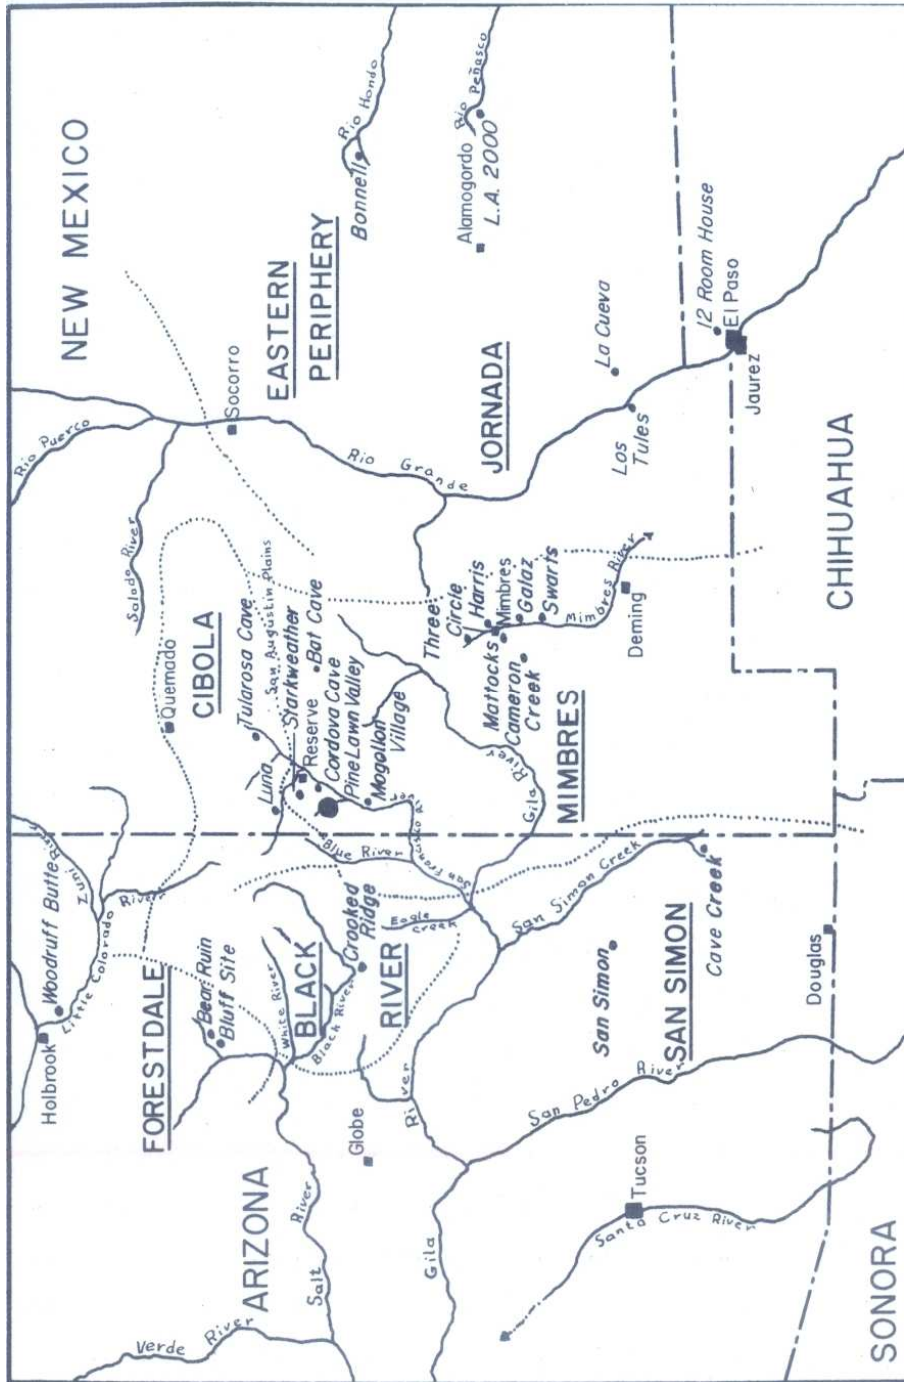 NEW MEXICO
ARIZONA
SONORA
CHIHUAHUA
Holbrook
Woodruff Butte
Zuni River
Little Colorado River
Rio Puerco
Salado River
Quemado
CIBOLA
FORESTDALE
Bear Ruin
Bluff Site
Luna
Tularosa Cave
San Augustin Plains
Starkweather
Reserve
Bat Cave
Cordova Cave
Pine Lawn Valley
Mogollon
Village
Socorro
EASTERN
PERIPHERY
Rio Hondo
Bonnell
Verde
River
Salt
River
White River
BLACK
Black River
Crooked
Ridge
RIVER
Globe
Blue River
San Francisco
Eagle
Creek
Gila
River
Gila
River
Rio
Grande
JORNADA
Alamogordo
L.A. 2000
Rio Peñasco
Three
Circle
Harris
Mattocks
Mimbres
Cameron
Creek
Galaz
Swarts
Mimbres River
MIMBRES
Deming
La Cueva
Los
Tules
12 Room House
El Paso
Jaurez
San Simon Creek
San Simon
SAN SIMON
Cave Creek
San Pedro River
Tucson
Santa Cruz River
Douglas